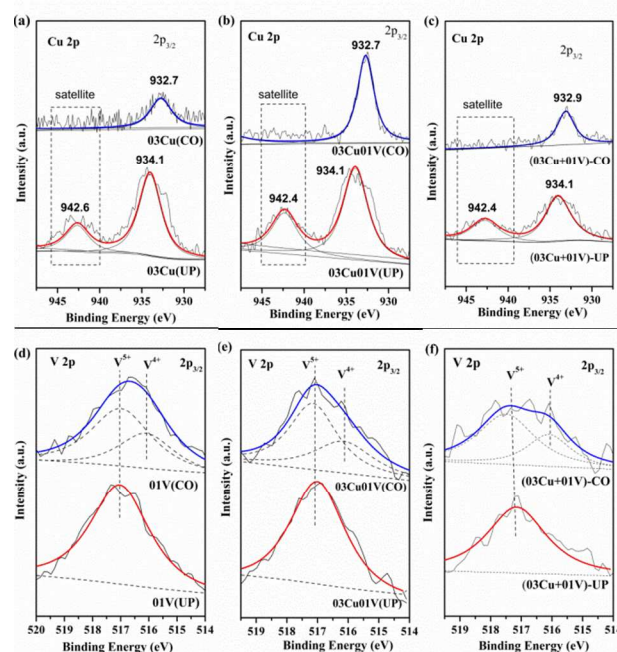 (a)
Cu 2p
2p3/2
932.7
satellite
03Cu(CO)
934.1
942.6
03Cu(UP)
Intensity (a.u.)
945 940 935 930
Binding Energy (eV)
(b)
Cu 2p
2p3/2
932.7
satellite
03Cu01V(CO)
934.1
942.4
03Cu01V(UP)
Intensity (a.u.)
945 940 935 930
Binding Energy (eV)
(c)
Cu 2p
2p3/2
932.9
satellite
(03Cu+01V)-CO
934.1
942.4
(03Cu+01V)-UP
Intensity (a.u.)
945 940 935 930
Binding Energy (eV)
(d)
V 2p
V5+
V4+
2p3/2
01V(CO)
01V(UP)
Intensity (a.u.)
520 519 518 517 516 515 514
Binding Energy (eV)
(e)
V 2p
V5+
V4+
2p3/2
03Cu01V(CO)
03Cu01V(UP)
Intensity (a.u.)
519 518 517 516 515 514
Binding Energy (eV)
(f)
V 2p
V5+
V4+
2p3/2
(03Cu+01V)-CO
(03Cu+01V)-UP
Intensity (a.u.)
519 518 517 516 515 514
Binding Energy (eV)